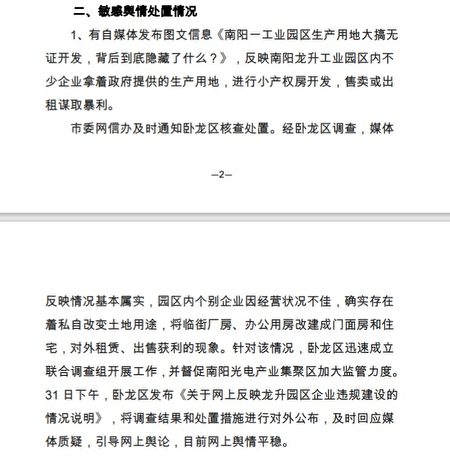 二、敏感舆情处置情况
1、有自媒体发布图文信息《南阳一工业园区生产用地大搞无
证开发，背后到底隐藏了什么？》，反映南阳龙升工业园区内不
少企业拿着政府提供的生产用地，进行小产权房开发，售卖或出
租谋取暴利。
市委网信办及时通知卧龙区核查处置。经卧龙区调查，媒体
—2—
反映情况基本属实，园区内个别企业因经营状况不佳，确实存在
着私自改变土地用途，将临街厂房、办公用房改建成门面房和住
宅，对外租赁、出售获利的现象。针对该情况，卧龙区迅速成立
联合调查组开展工作，并督促南阳光电产业集聚区加大监管力度。
31 日下午，卧龙区发布《关于网上反映龙升园区企业违规建设的
情况说明》，将调查结果和处置措施进行对外公布，及时回应媒
体质疑，引导网上舆论，目前网上舆情平稳。